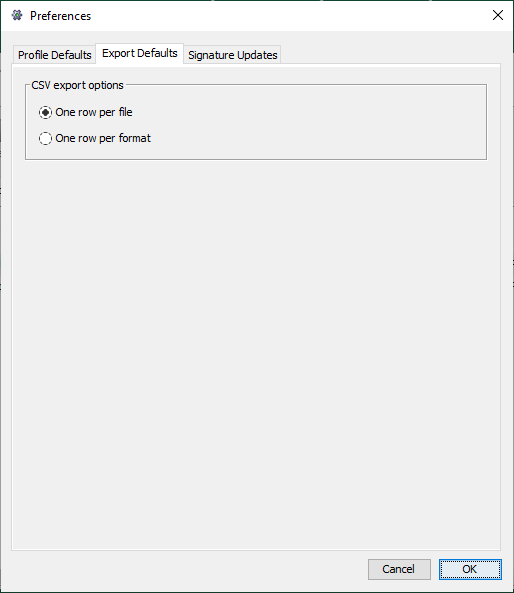 Preferences
Profile Defaults Export Defaults Signature Updates
CSV export options
One row per file
One row per format
Cancel OK